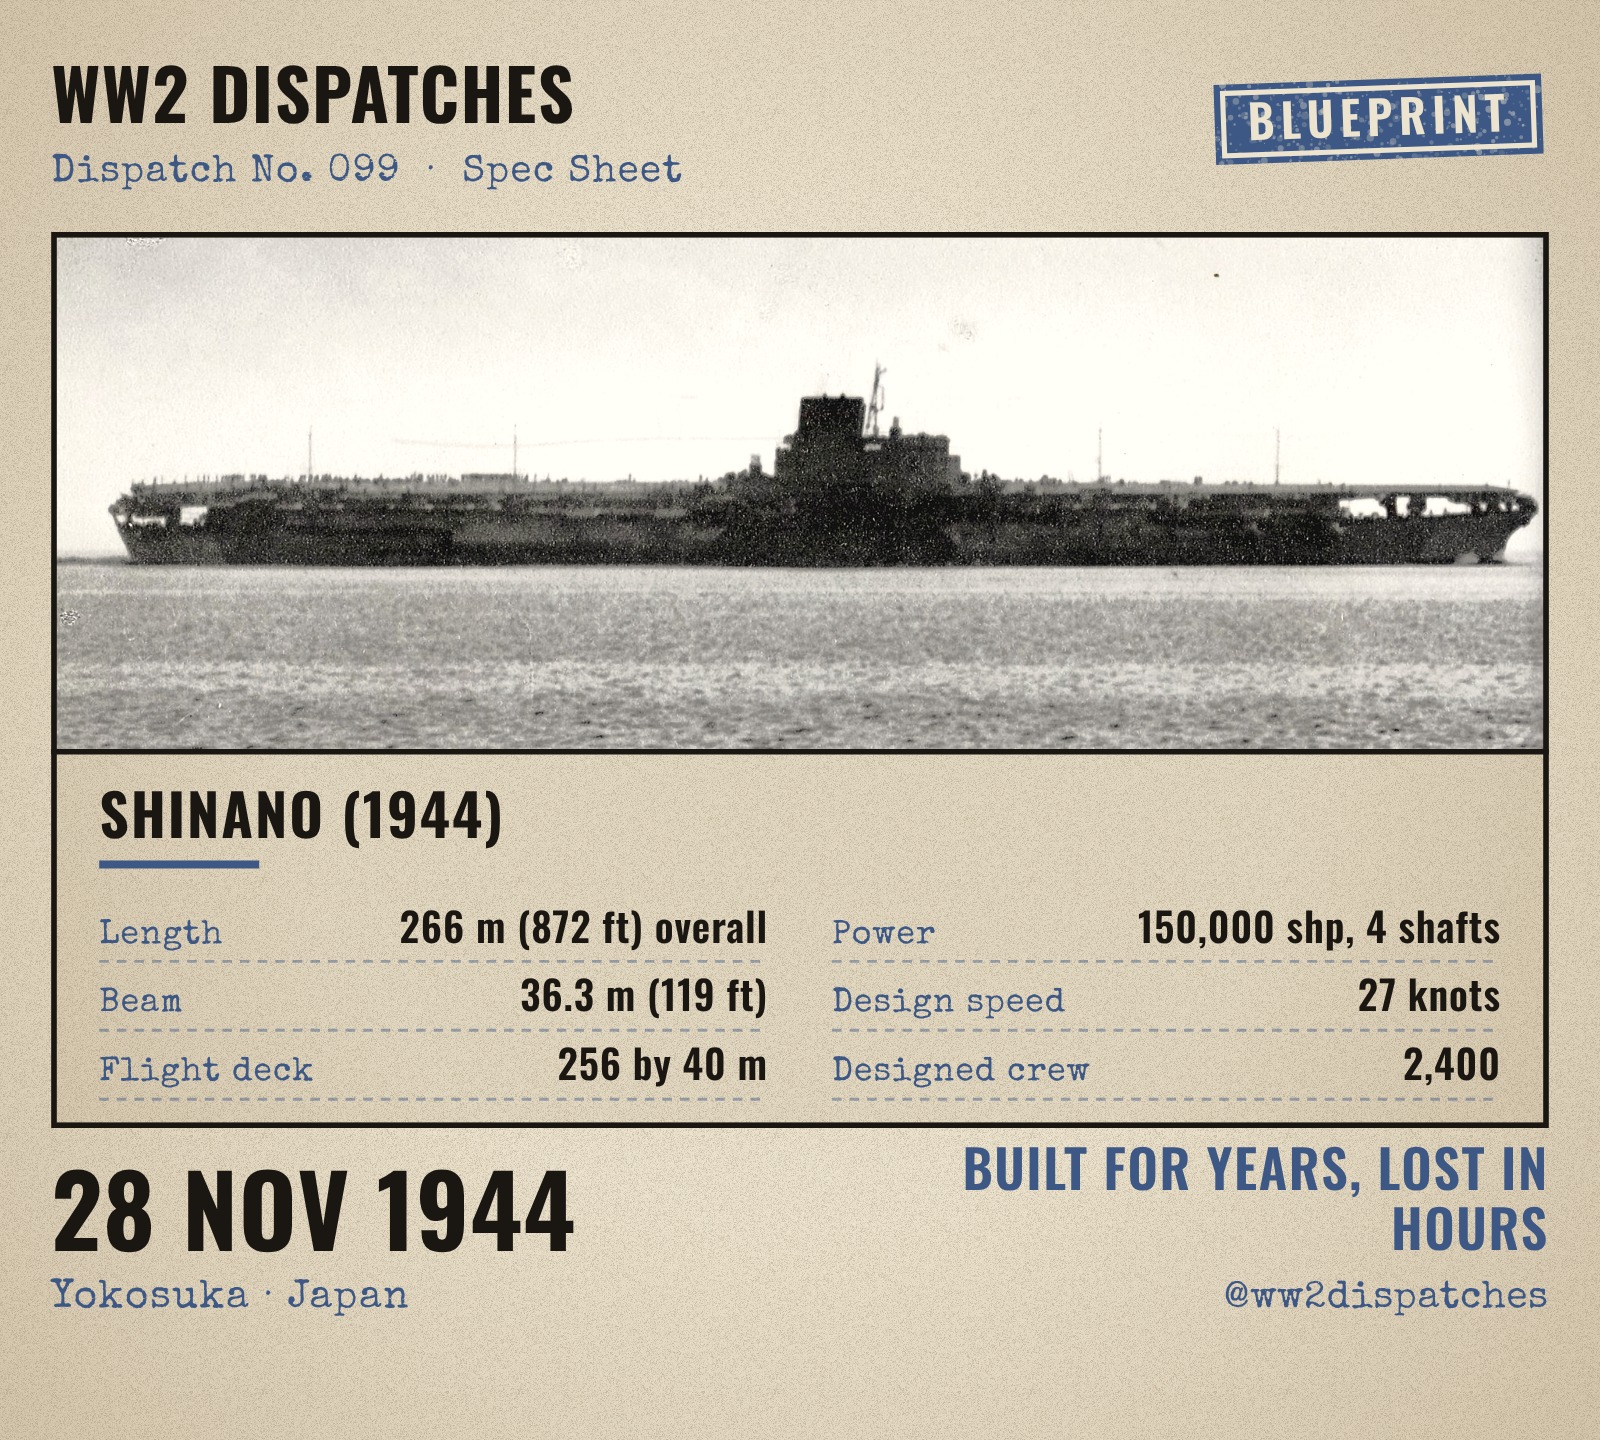 WW2 DISPATCHES
BLUEPRINT
Dispatch No. 099 · Spec Sheet
SHINANO (1944)
Length 266 m (872 ft) overall
Power 150,000 shp, 4 shafts
Beam 36.3 m (119 ft)
Design speed 27 knots
Flight deck 256 by 40 m
Designed crew 2,400
28 NOV 1944
Yokosuka · Japan
BUILT FOR YEARS, LOST IN
HOURS
@ww2dispatches